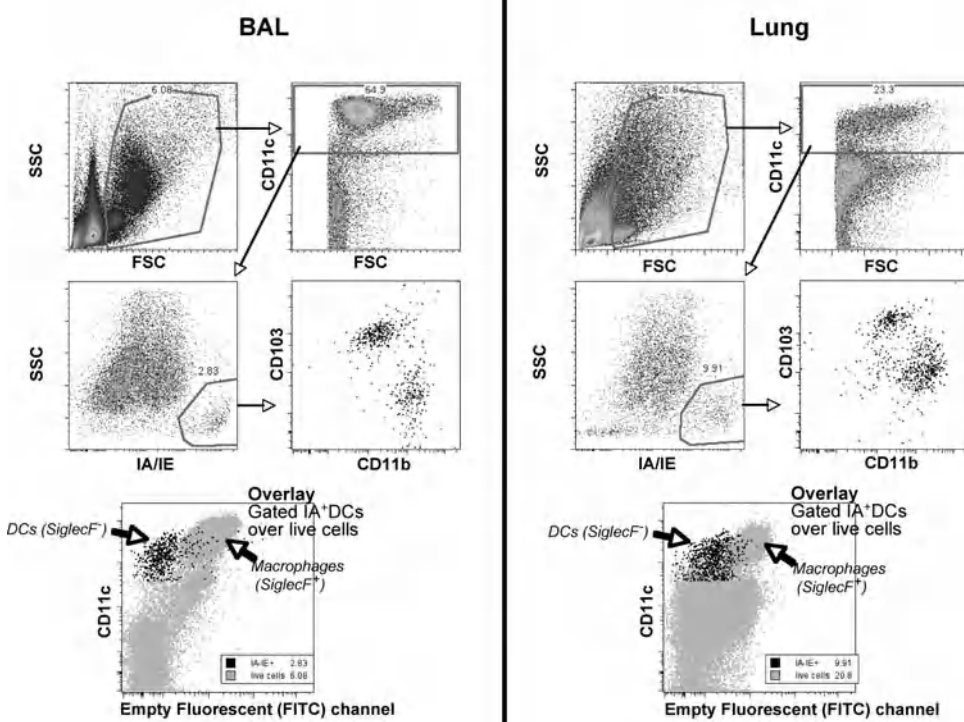 BAL
6.08
SSC
FSC
64.9
CD11c
FSC
SSC
2.83
IA/IE
CD103
CD11b
Overlay
Gated IA⁺DCs
over live cells
DCs (SiglecF⁻)
Macrophages
(SiglecF⁺)
CD11c
IA-IE+ 2.83
live cells 6.08
Empty Fluorescent (FITC) channel
Lung
20.8
SSC
FSC
23.3
CD11c
FSC
SSC
9.91
IA/IE
CD103
CD11b
Overlay
Gated IA⁺DCs
over live cells
DCs (SiglecF⁻)
Macrophages
(SiglecF⁺)
CD11c
IA-IE+ 9.91
live cells 20.8
Empty Fluorescent (FITC) channel